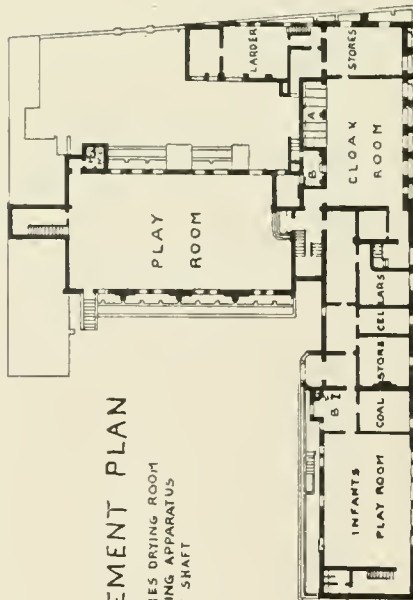 LARDER
STORES
A
B
CLOAK
ROOM
PLAY
ROOM
CELLARS
STORE
COAL
B
INFANTS
PLAY ROOM
EMENT PLAN
ES DRYING ROOM
NG APPARATUS
SHAFT